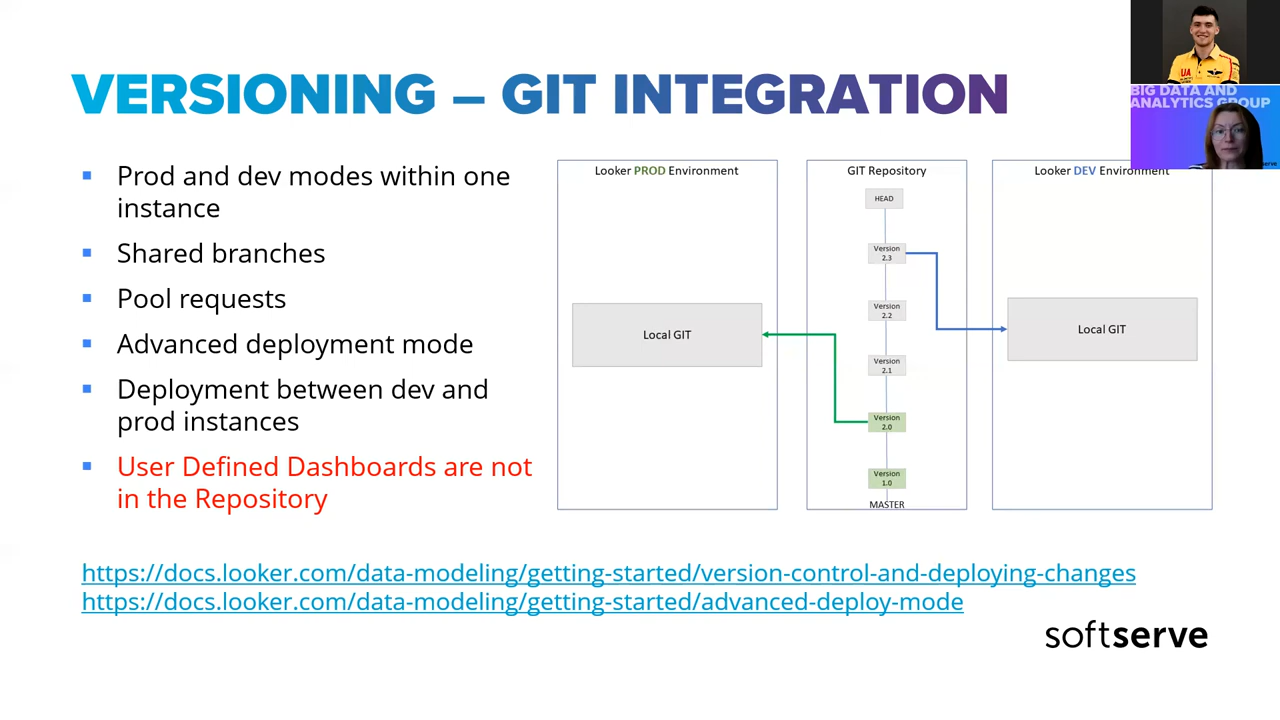 VERSIONING – GIT INTEGRATION
UA
BIG DATA AND
ANALYTICS GROUP
Prod and dev modes within one
instance
Shared branches
Pool requests
Advanced deployment mode
Deployment between dev and
prod instances
User Defined Dashboards are not
in the Repository
Looker PROD Environment
Local GIT
GIT Repository
HEAD
Version
2.3
Version
2.2
Version
2.1
Version
2.0
Version
1.0
MASTER
Looker DEV Environment
Local GIT
https://docs.looker.com/data-modeling/getting-started/version-control-and-deploying-changes
https://docs.looker.com/data-modeling/getting-started/advanced-deploy-mode
softserve